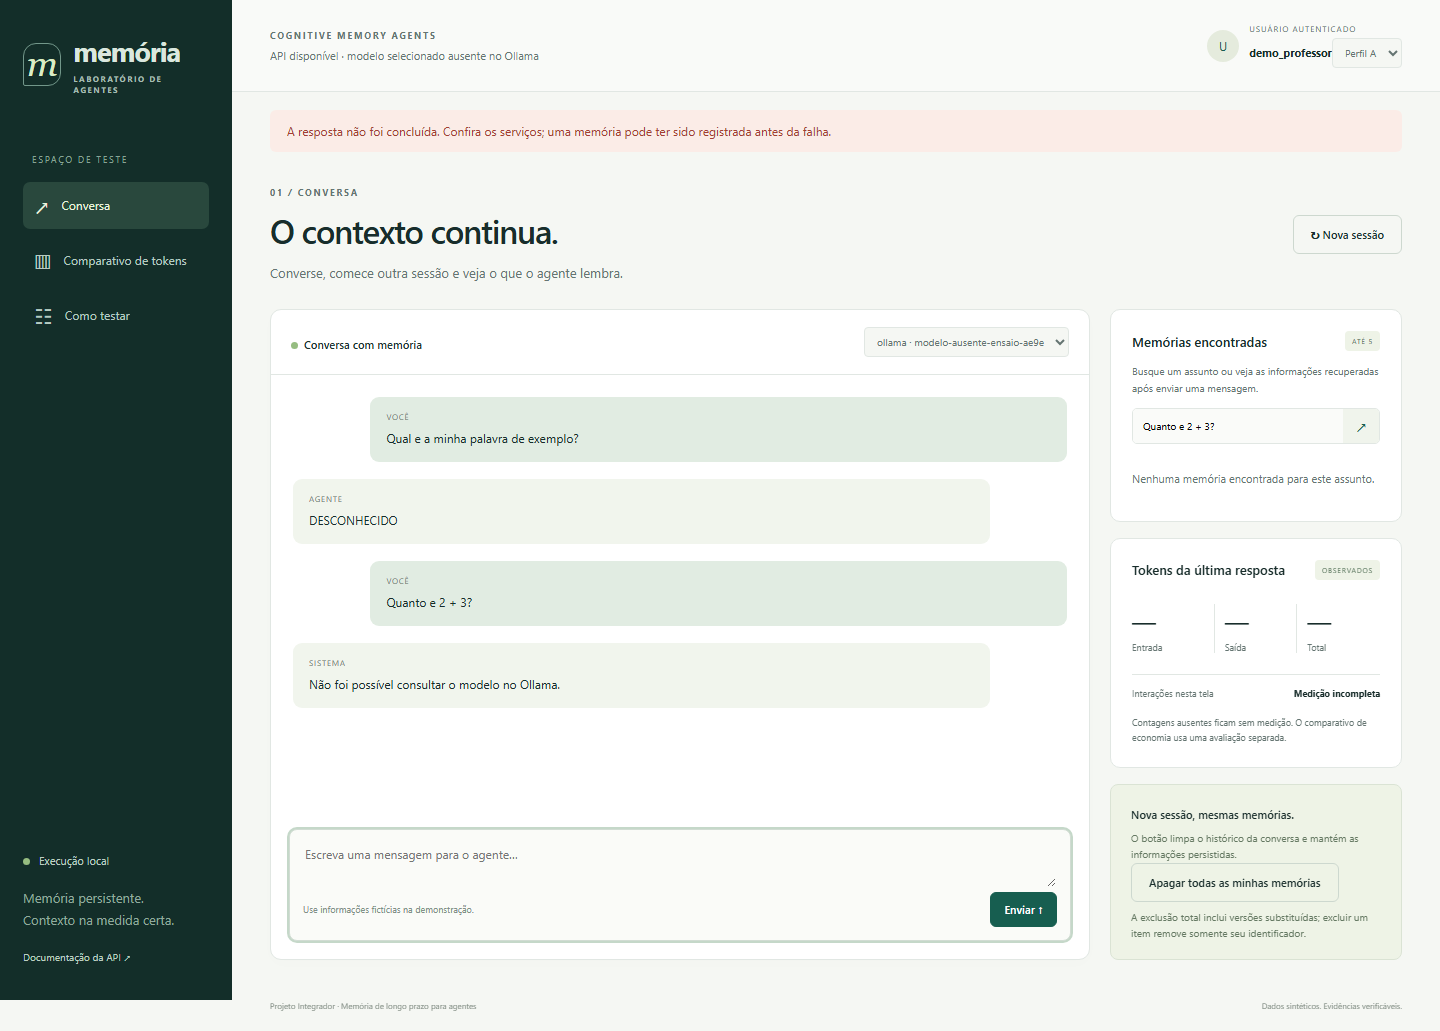 m
memória
LABORATÓRIO DE
AGENTES
ESPAÇO DE TESTE
Conversa
Comparativo de tokens
Como testar
Execução local
Memória persistente.
Contexto na medida certa.
Documentação da API ↗
COGNITIVE MEMORY AGENTS
API disponível · modelo selecionado ausente no Ollama
U
USUÁRIO AUTENTICADO
demo_professor
Perfil A
A resposta não foi concluída. Confira os serviços; uma memória pode ter sido registrada antes da falha.
01 / CONVERSA
O contexto continua.
Converse, comece outra sessão e veja o que o agente lembra.
↻ Nova sessão
Conversa com memória
ollama · modelo-ausente-ensaio-ae9e
VOCÊ
Qual e a minha palavra de exemplo?
AGENTE
DESCONHECIDO
VOCÊ
Quanto e 2 + 3?
SISTEMA
Não foi possível consultar o modelo no Ollama.
Escreva uma mensagem para o agente...
Use informações fictícias na demonstração.
Enviar ↑
Memórias encontradas
ATÉ 5
Busque um assunto ou veja as informações recuperadas
após enviar uma mensagem.
Quanto e 2 + 3?
↗
Nenhuma memória encontrada para este assunto.
Tokens da última resposta
OBSERVADOS
— — —
Entrada Saída Total
Interações nesta tela Medição incompleta
Contagens ausentes ficam sem medição. O comparativo de
economia usa uma avaliação separada.
Nova sessão, mesmas memórias.
O botão limpa o histórico da conversa e mantém as
informações persistidas.
Apagar todas as minhas memórias
A exclusão total inclui versões substituídas; excluir um
item remove somente seu identificador.
Projeto Integrador · Memória de longo prazo para agentes
Dados sintéticos. Evidências verificáveis.